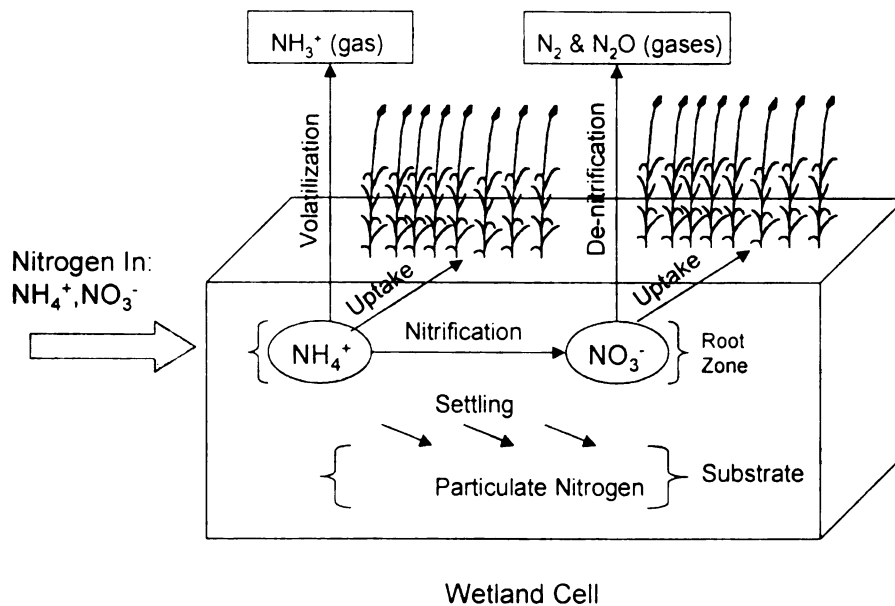 NH₃⁺ (gas)
N₂ & N₂O (gases)
Volatilization
De-nitrification
Nitrogen In:
NH₄⁺,NO₃⁻
Uptake
Uptake
NH₄⁺
Nitrification
NO₃⁻
Root
Zone
Settling
Particulate Nitrogen
Substrate
Wetland Cell